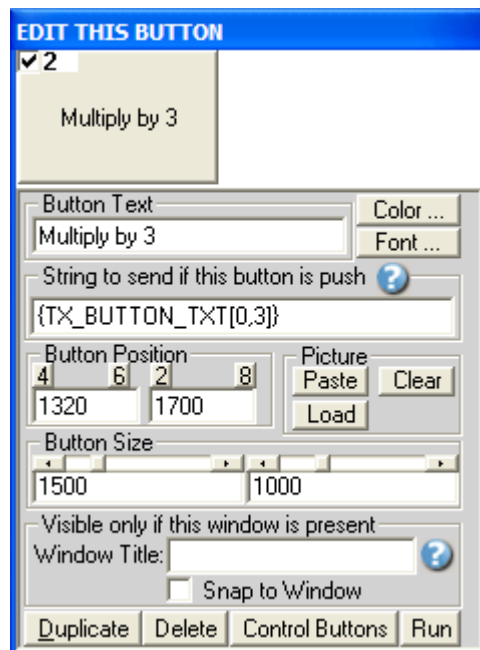 EDIT THIS BUTTON
2
Multiply by 3
Button Text
Color ...
Multiply by 3
Font ...
String to send if this button is push ?
{TX_BUTTON_TXT[0,3]}
Button Position
Picture
4 6 2 8
Paste Clear
1320 1700
Load
Button Size
1500 1000
Visible only if this window is present
Window Title: ?
Snap to Window
Duplicate Delete Control Buttons Run